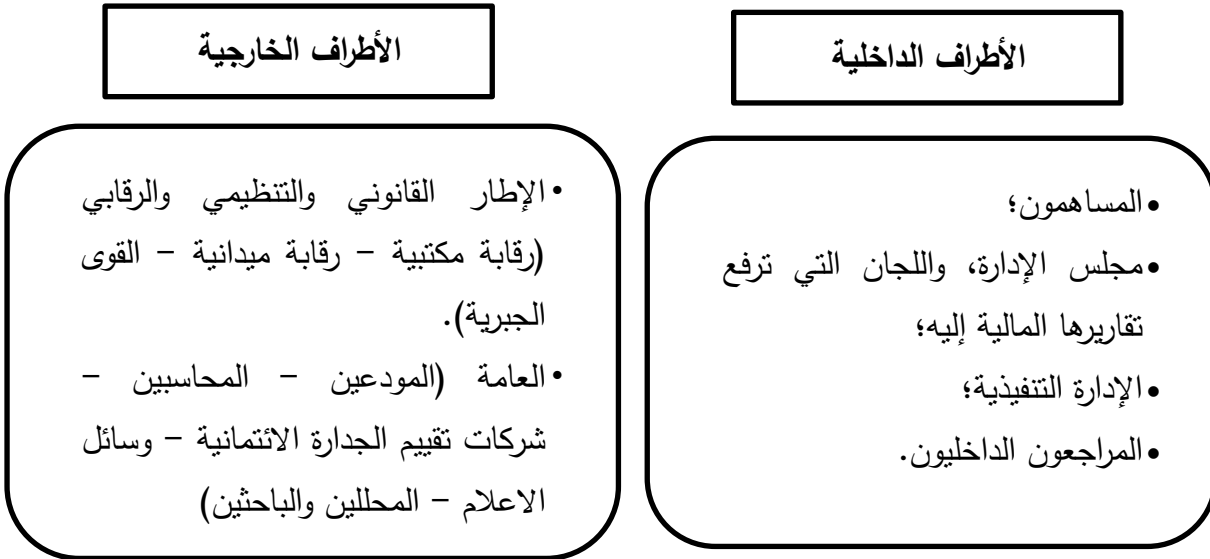 الأطراف الداخلية
• المساهمون؛
• مجلس الإدارة، واللجان التي ترفع
تقاريرها المالية إليه؛
• الإدارة التنفيذية؛
• المراجعون الداخليون.
الأطراف الخارجية
• الإطار القانوني والتنظيمي والرقابي
(رقابة مكتبية – رقابة ميدانية – القوى
الجبرية).
• العامة (المودعين – المحاسبين –
شركات تقييم الجدارة الائتمانية – وسائل
الاعلام – المحللين والباحثين)